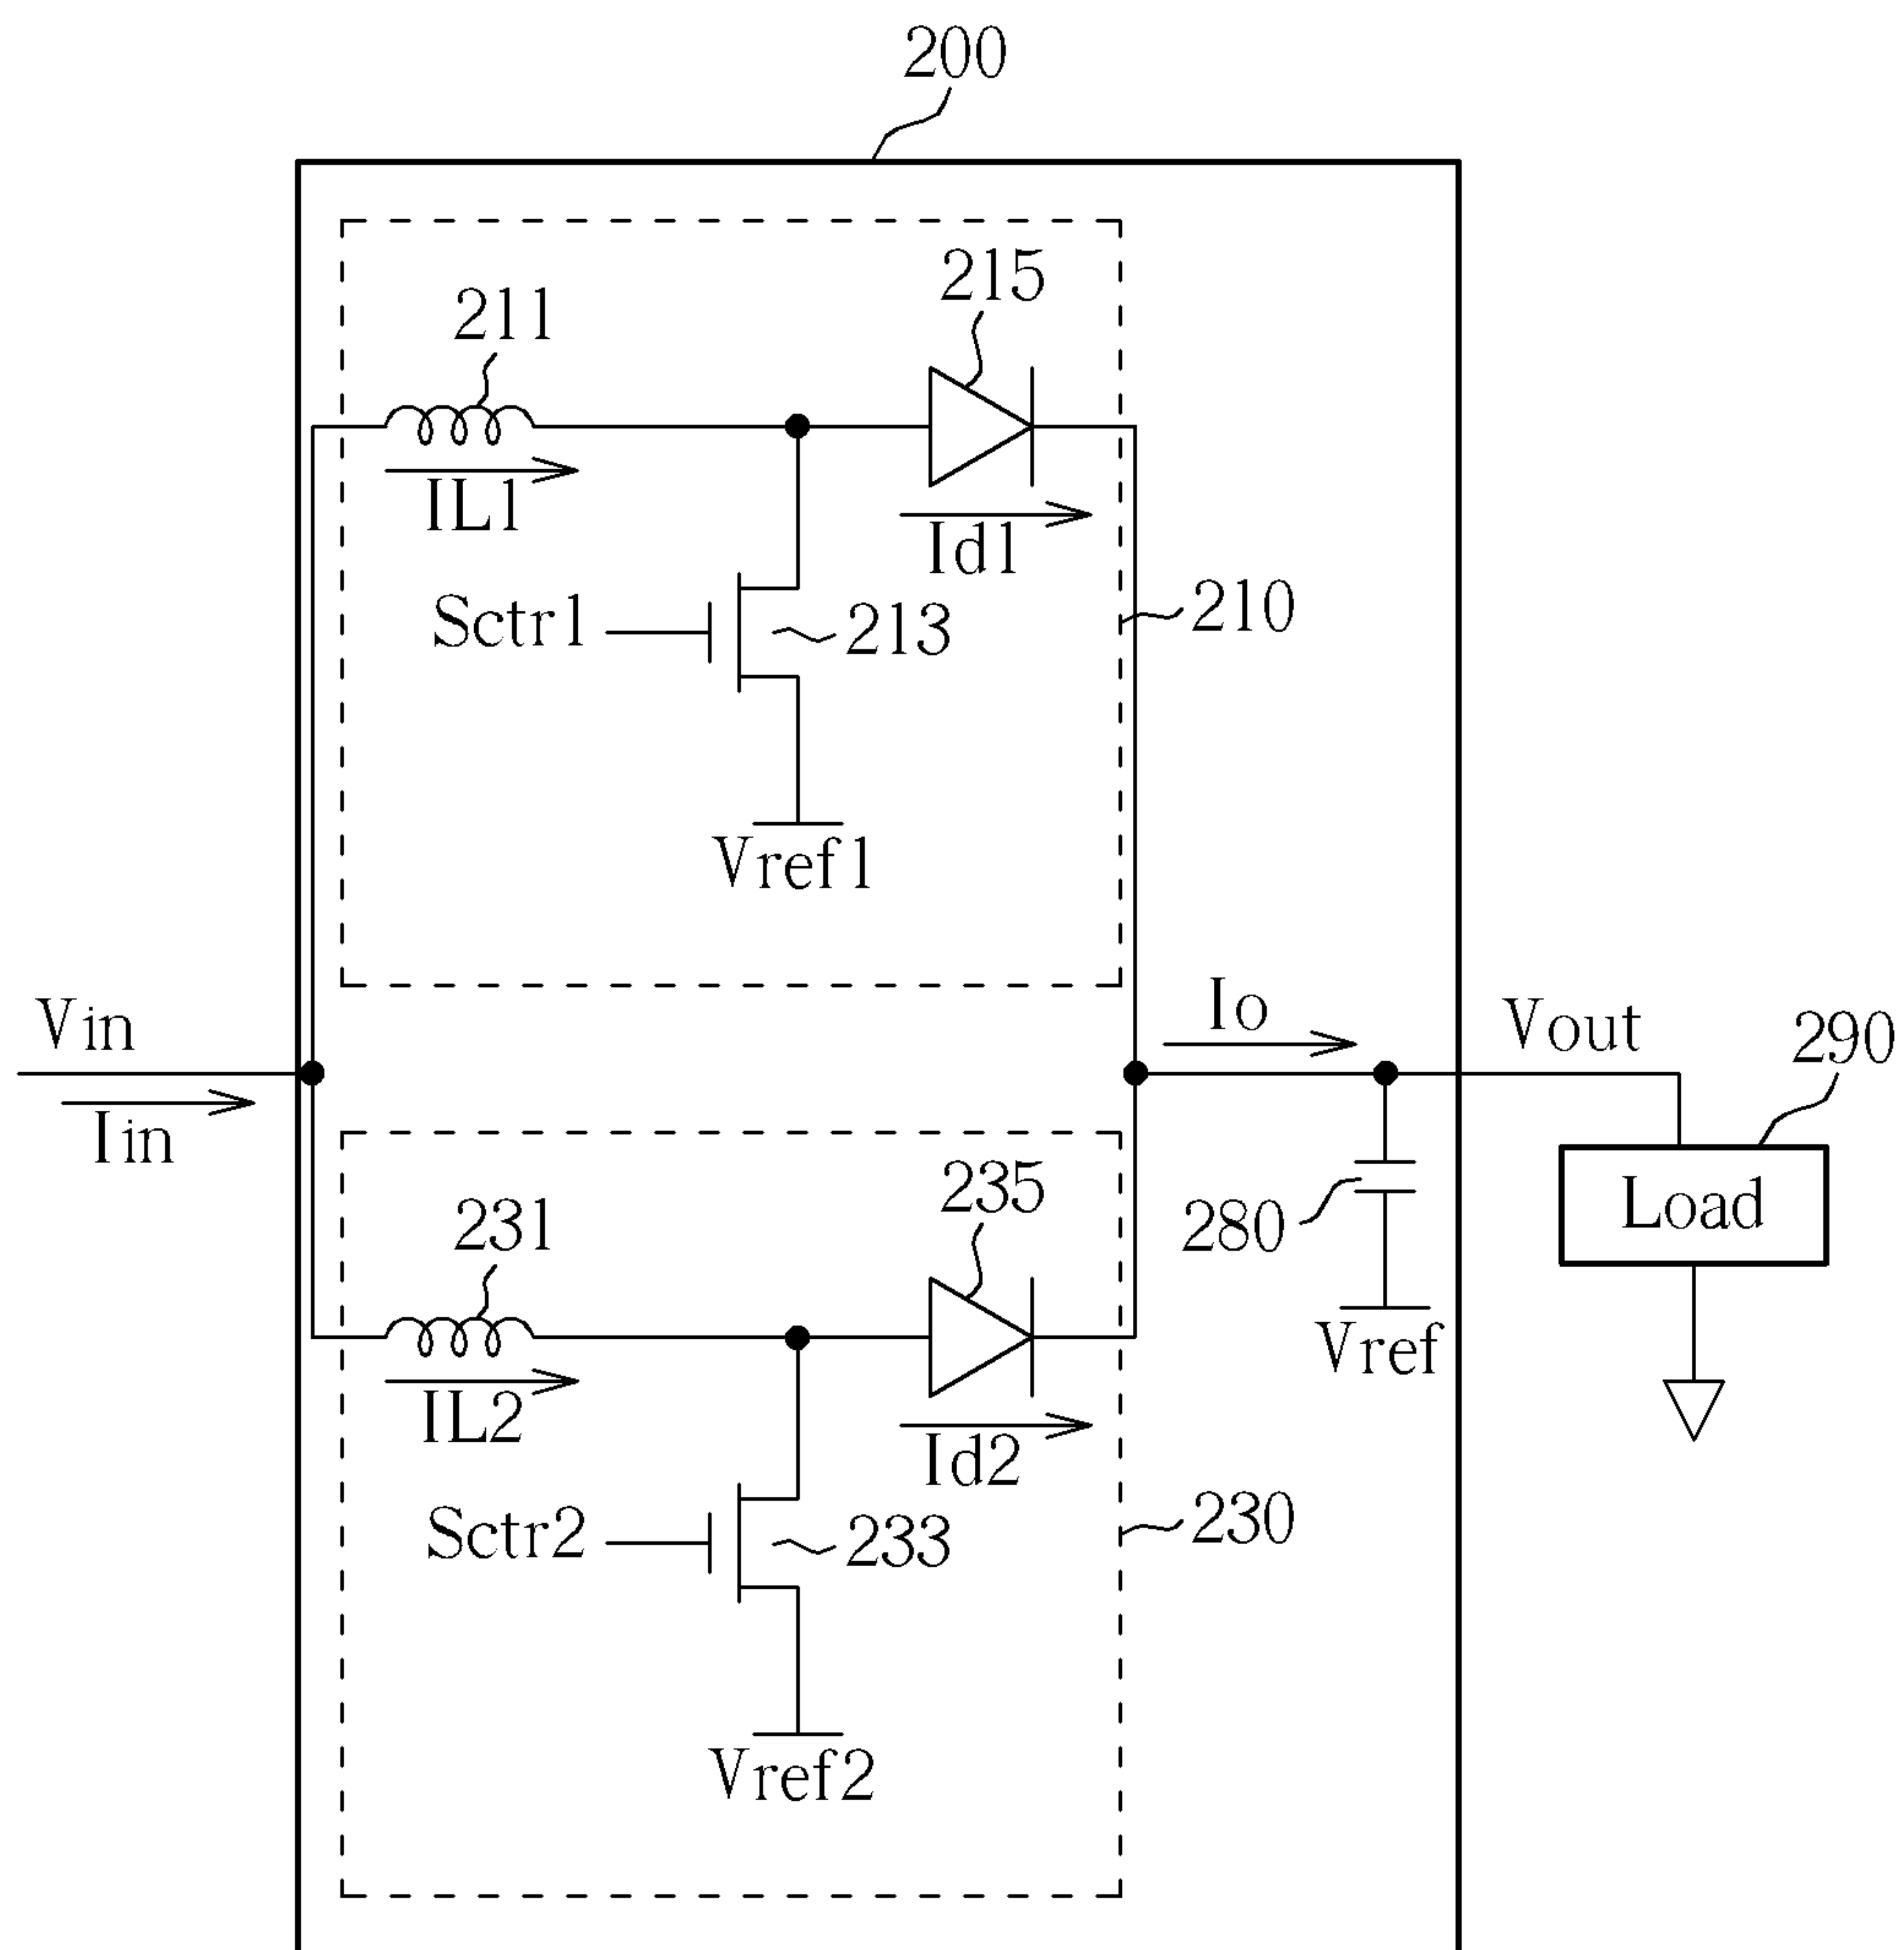 200
215
211
IL1
Id1
Sctr1
213
210
Vref1
Vin
Iin
Io
Vout
290
235
231
280
Load
Vref
IL2
Id2
Sctr2
233
230
Vref2